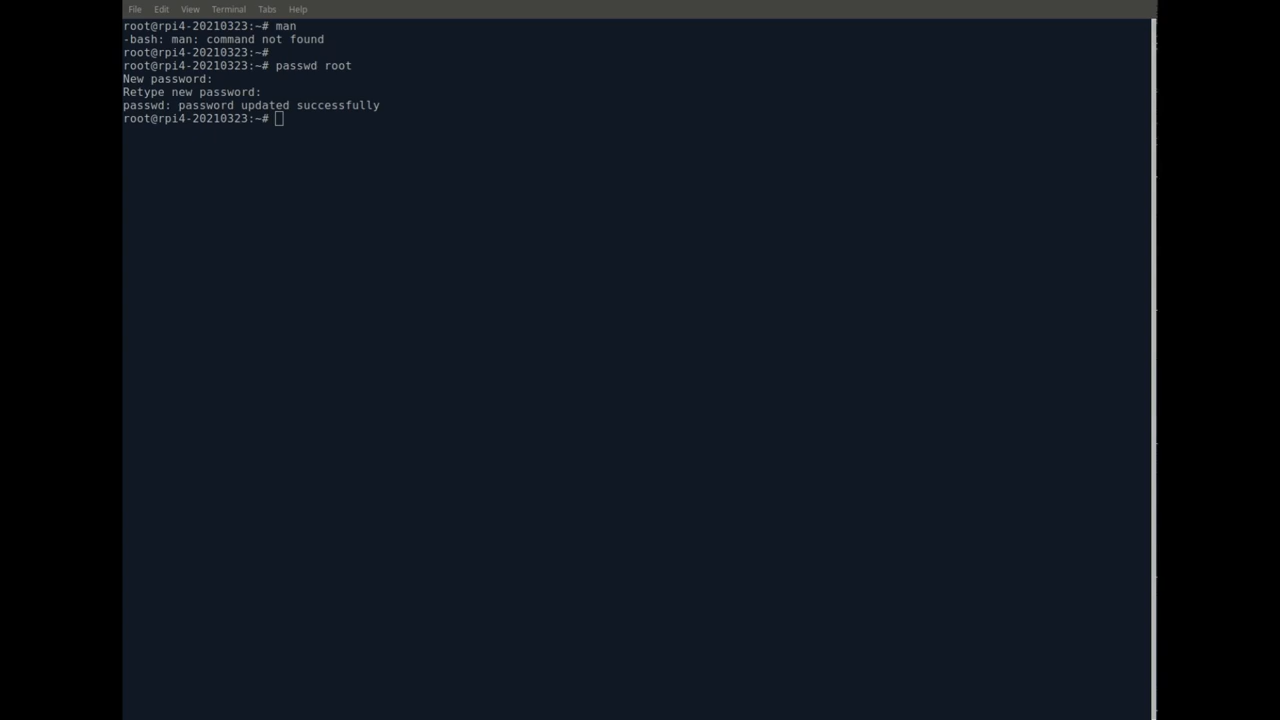 File Edit View Terminal Tabs Help
root@rpi4-20210323:~# man
-bash: man: command not found
root@rpi4-20210323:~#
root@rpi4-20210323:~# passwd root
New password:
Retype new password:
passwd: password updated successfully
root@rpi4-20210323:~#